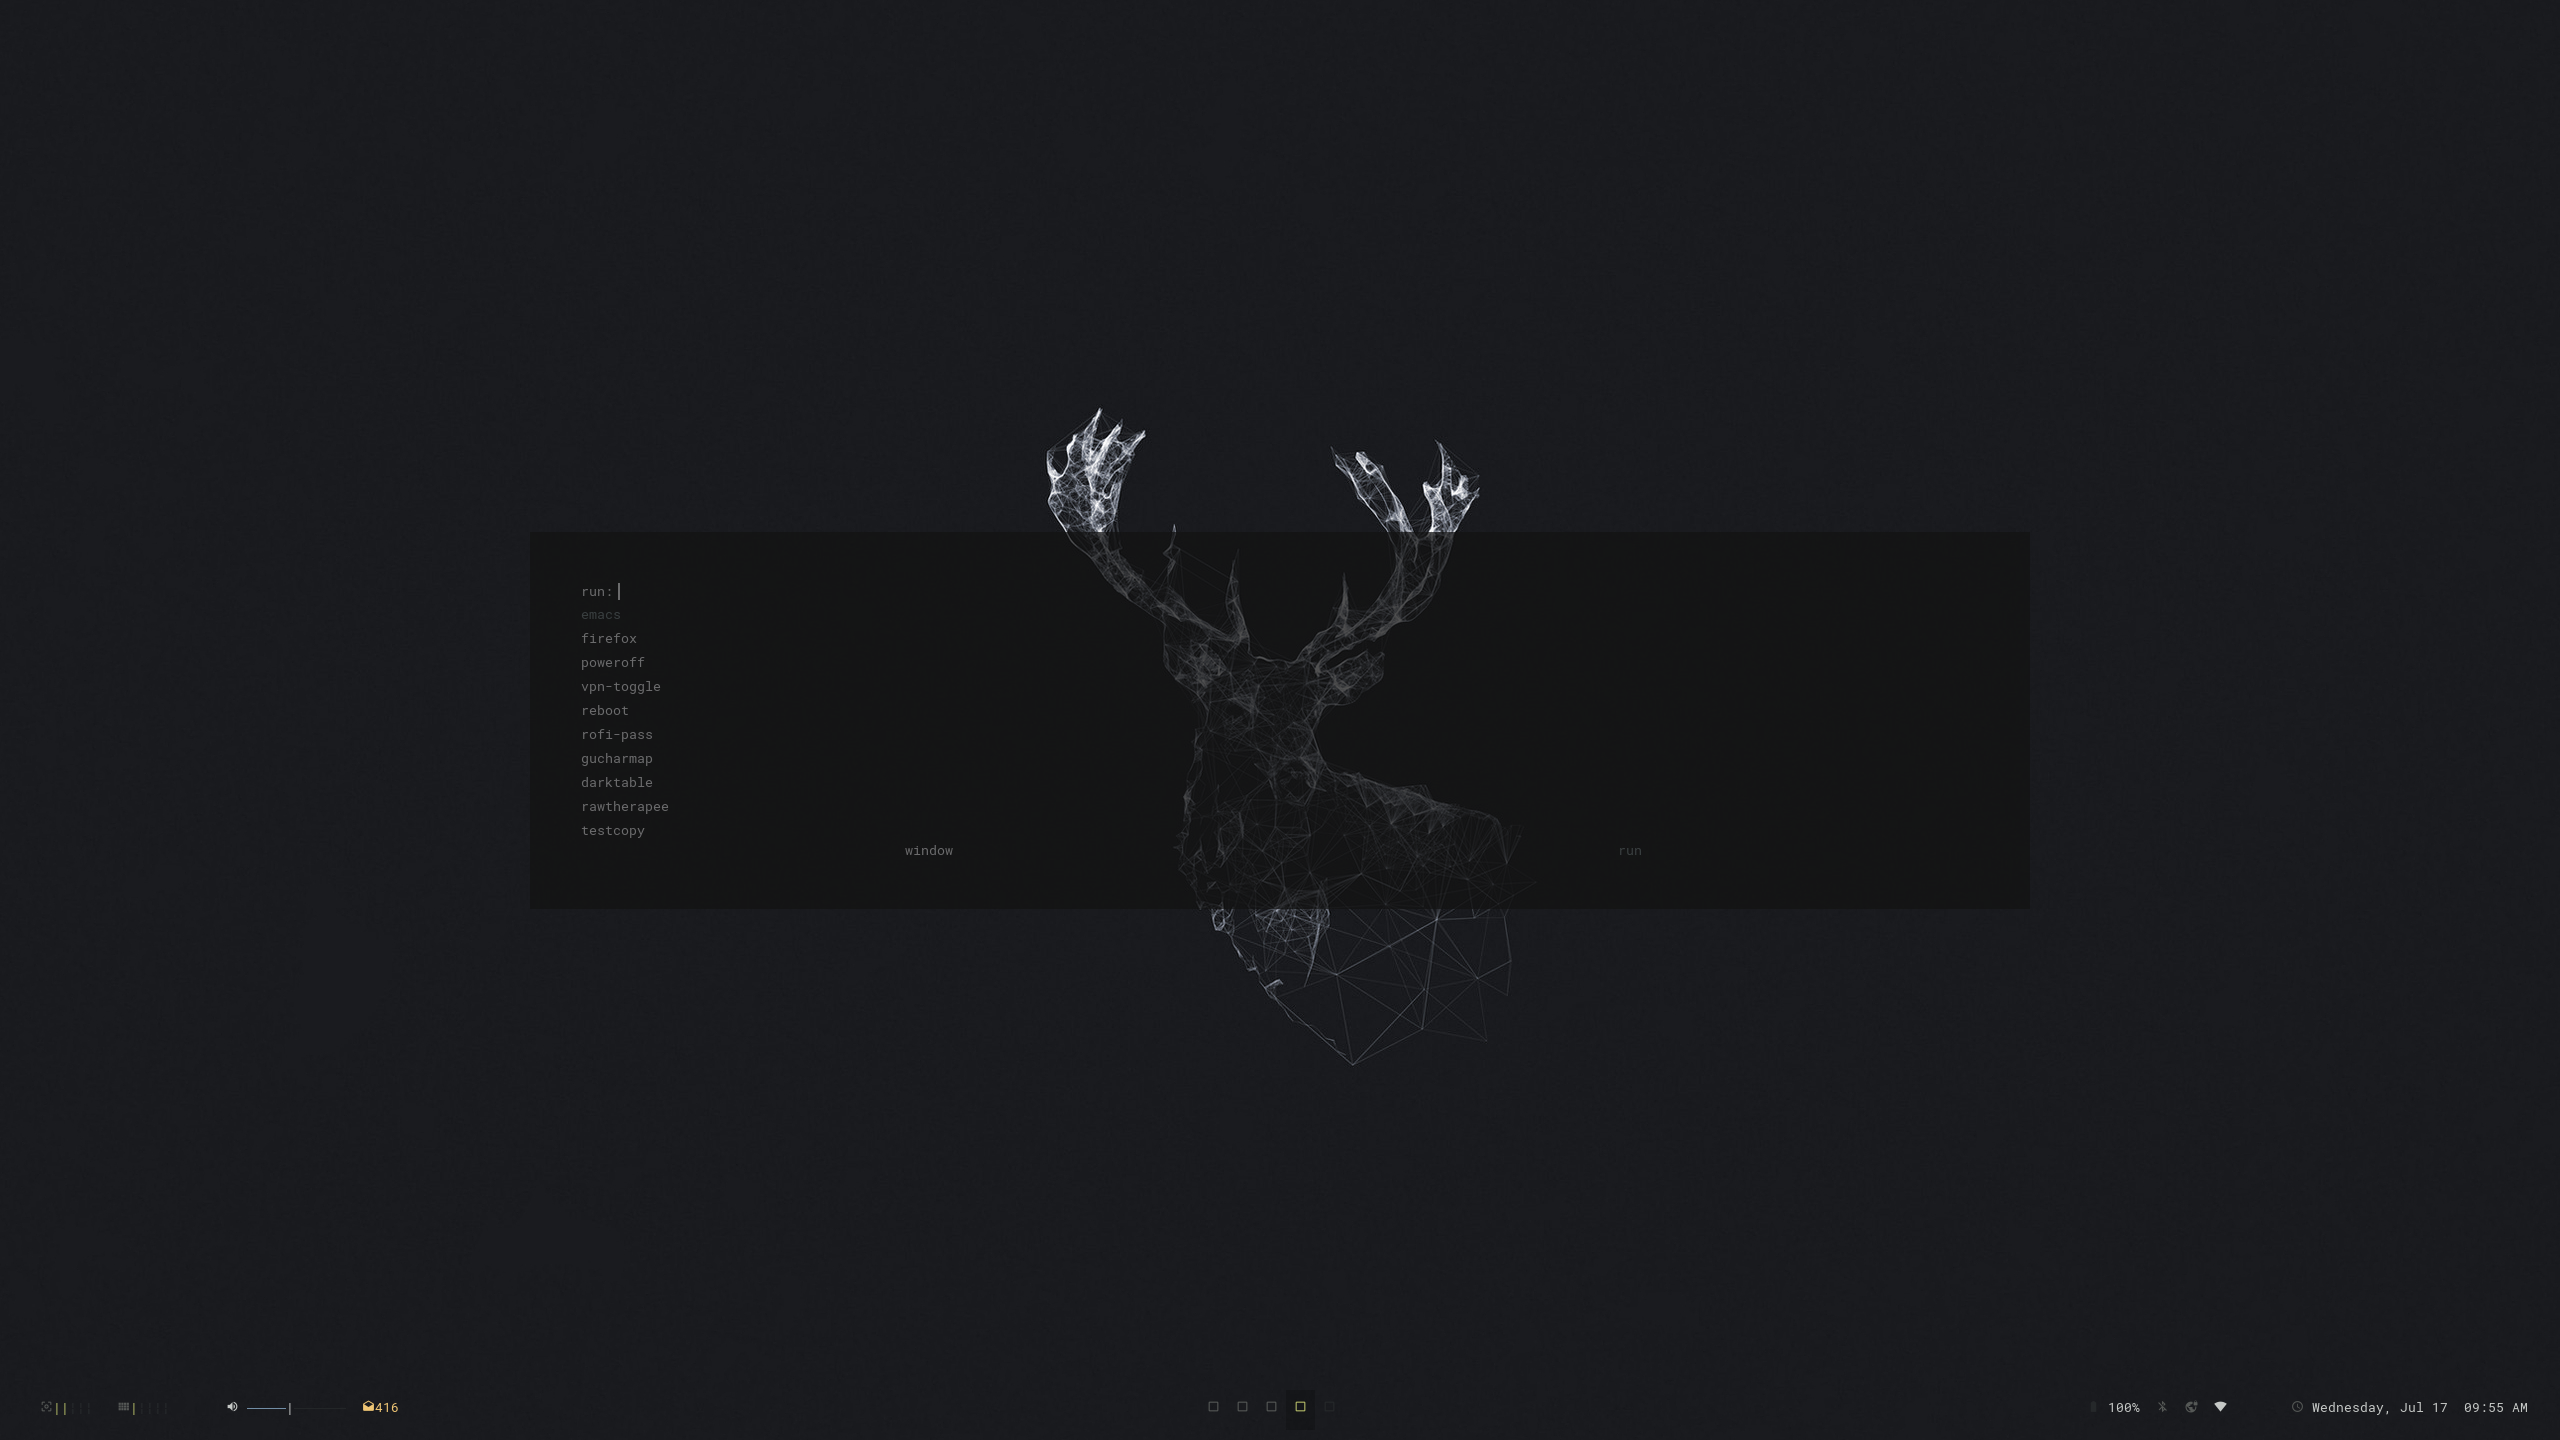 run:
emacs
firefox
poweroff
vpn-toggle
reboot
rofi-pass
gucharmap
darktable
rawtherapee
testcopy
window run
416 100% Wednesday, Jul 17 09:55 AM